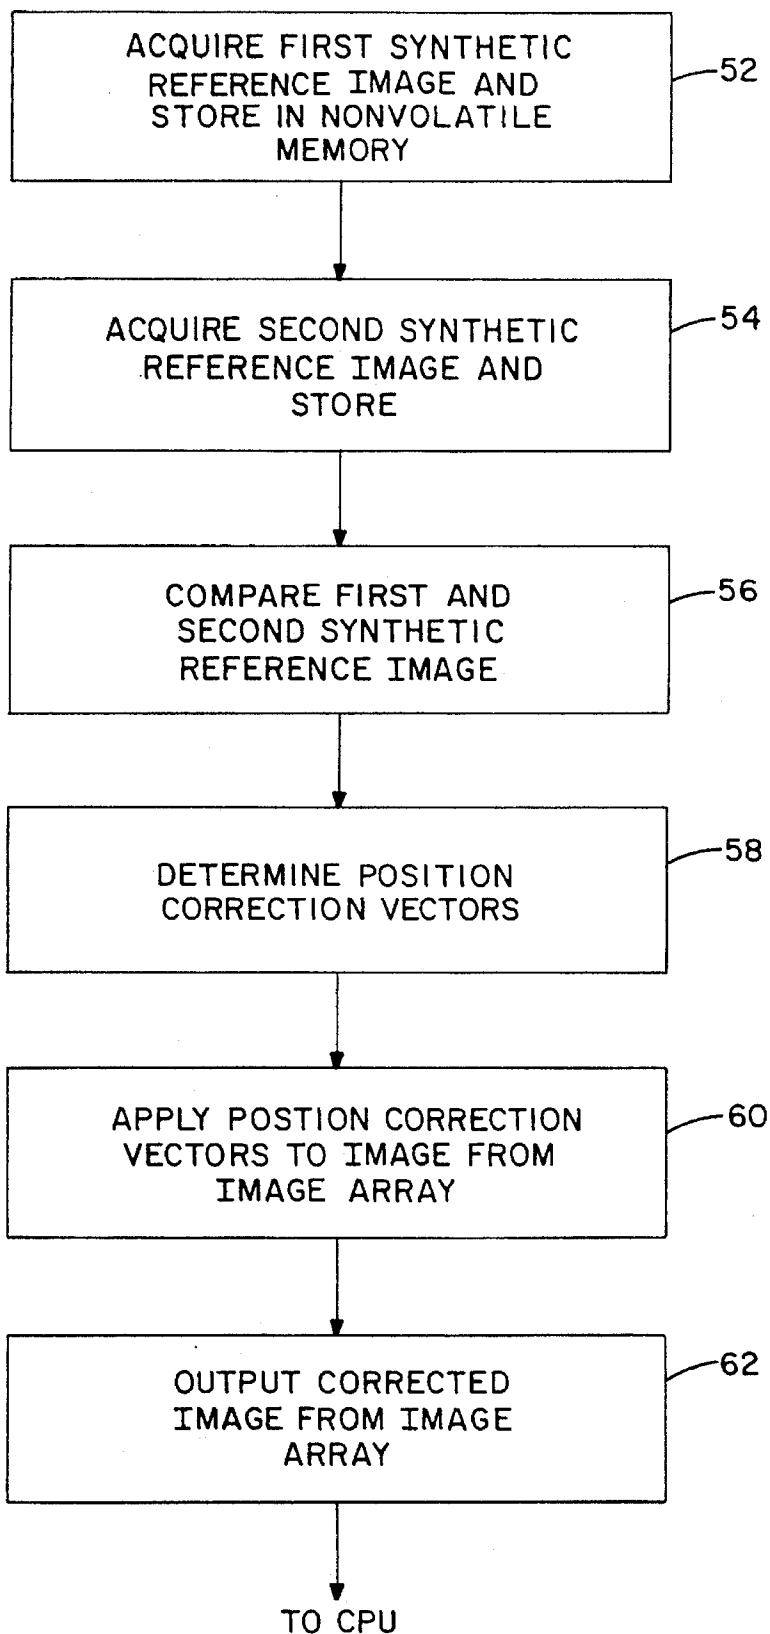 ACQUIRE FIRST SYNTHETIC
REFERENCE IMAGE AND
STORE IN NONVOLATILE
MEMORY
52
ACQUIRE SECOND SYNTHETIC
REFERENCE IMAGE AND
STORE
54
COMPARE FIRST AND
SECOND SYNTHETIC
REFERENCE IMAGE
56
DETERMINE POSITION
CORRECTION VECTORS
58
APPLY POSTION CORRECTION
VECTORS TO IMAGE FROM
IMAGE ARRAY
60
OUTPUT CORRECTED
IMAGE FROM IMAGE
ARRAY
62
TO CPU